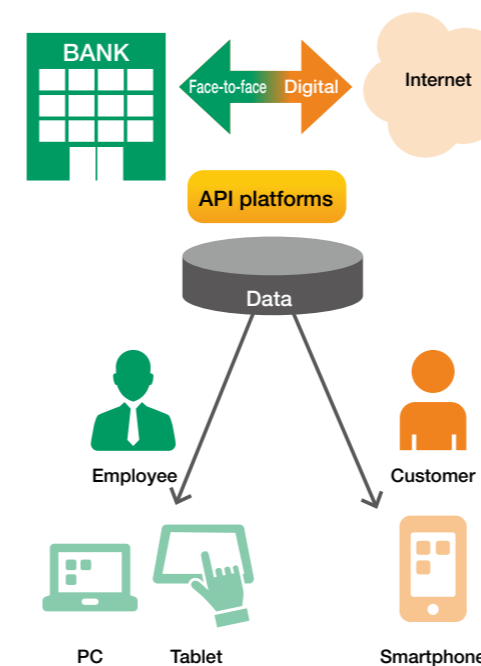 BANK
Face-to-face Digital
Internet
API platforms
Data
Employee
Customer
PC
Tablet
Smartphone